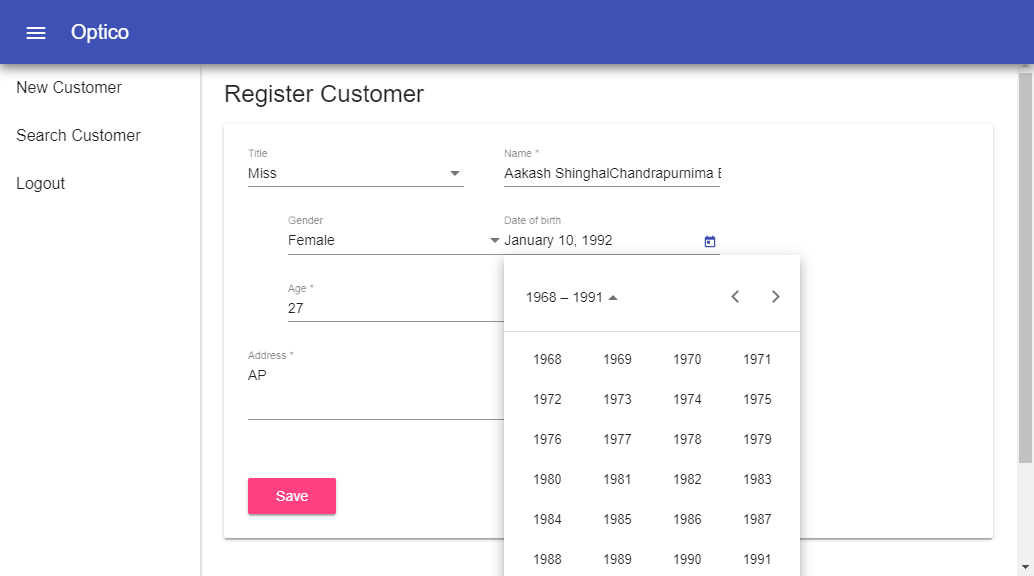 Optico
New Customer
Search Customer
Logout
Register Customer
Title
Miss
Name *
Aakash ShinghalChandrapurnima
Gender
Female
Date of birth
January 10, 1992
Age *
27
1968 – 1991
Address *
AP
1968 1969 1970 1971
1972 1973 1974 1975
1976 1977 1978 1979
1980 1981 1982 1983
1984 1985 1986 1987
1988 1989 1990 1991
Save